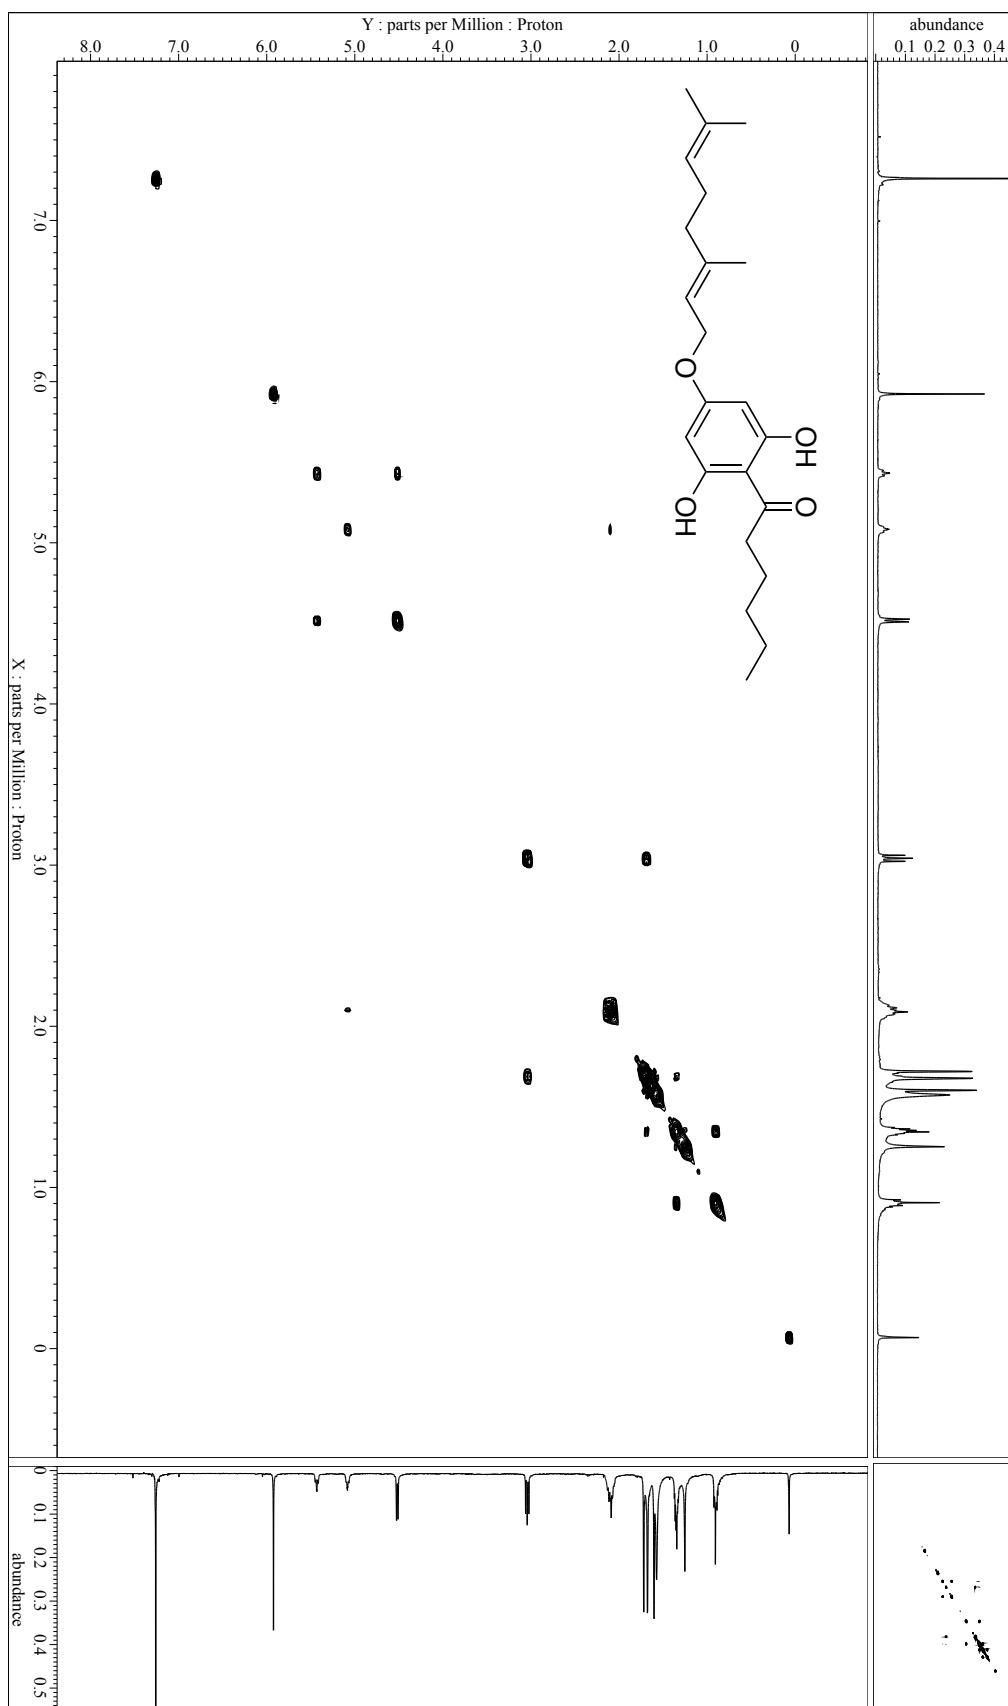 Y : parts per Million : Proton
8.0 7.0 6.0 5.0 4.0 3.0 2.0 1.0 0
abundance
0.1 0.2 0.3 0.4
O
OH
OH
O
7.0
6.0
5.0
4.0
3.0
2.0
1.0
0
X : parts per Million : Proton
0
0.1
0.2
0.3
0.4
0.5
abundance